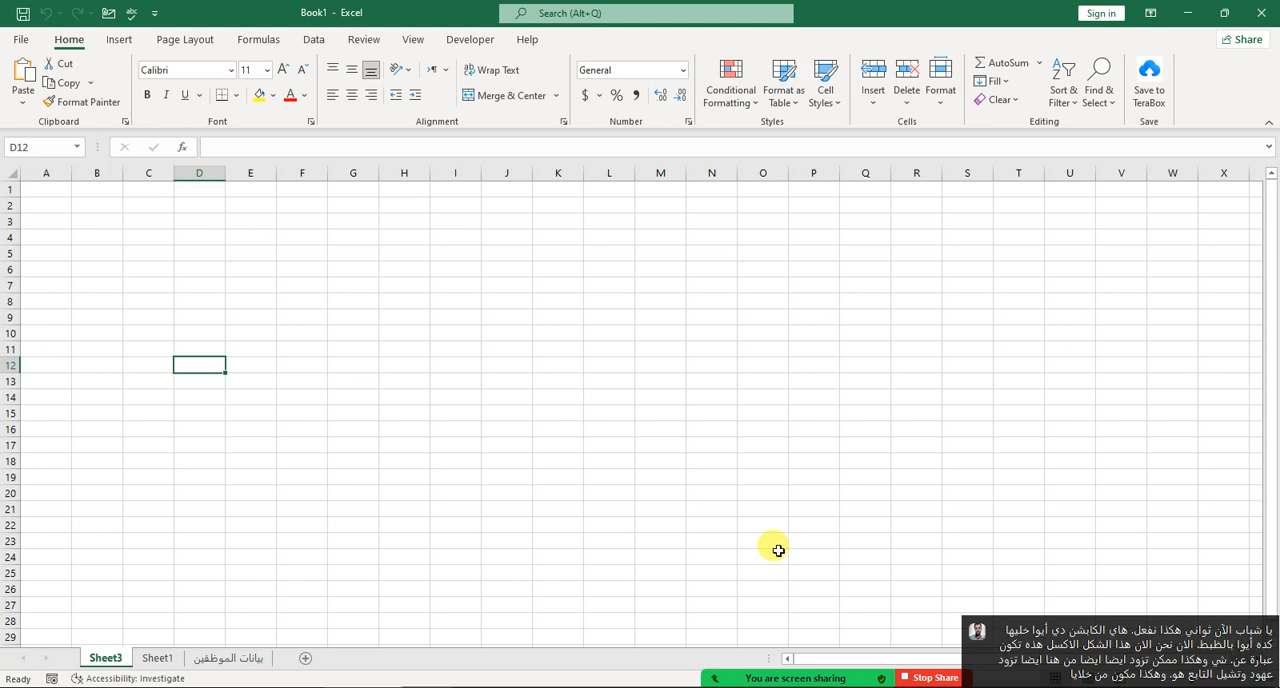 Book1 - Excel
Search (Alt+Q)
Sign in
File
Home
Insert
Page Layout
Formulas
Data
Review
View
Developer
Help
Share
Paste
Cut
Copy
Format Painter
Clipboard
Calibri
11
B I U
Font
Wrap Text
Merge & Center
Alignment
General
$ % 9
Number
Conditional
Formatting
Format as
Table
Cell
Styles
Styles
Insert
Delete
Format
Cells
AutoSum
Fill
Clear
Sort &
Filter
Find &
Select
Editing
Save to
TeraBox
Save
D12
fx
A B C D E F G H I J K L M N O P Q R S T U V W X
1
2
3
4
5
6
7
8
9
10
11
12
13
14
15
16
17
18
19
20
21
22
23
24
25
26
27
28
29
يا شباب الآن ثواني هكذا نفعل. هاي الكابشن دي أيوا خليها
كده أيوا بالظبط. الان نحن الان هذا الشكل الاكسل هذه تكون
عبارة عن. شي وهكذا ممكن تزود ايضا ايضا من هنا ايضا تزود
عهود وتشيل التابع هو. وهكذا مكون من خلايا
Sheet3
Sheet1
بيانات الموظفين
Ready
Accessibility: Investigate
You are screen sharing
Stop Share